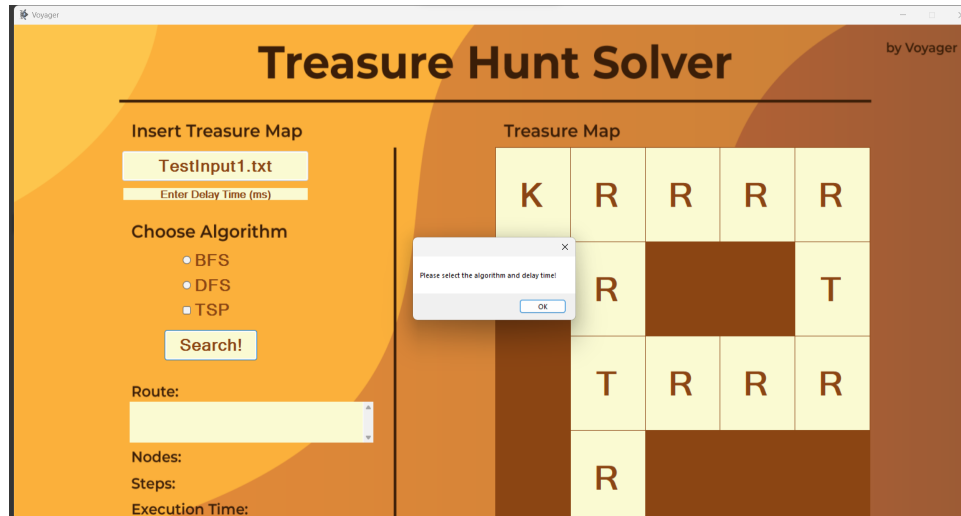 Voyager
Treasure Hunt Solver
by Voyager
Insert Treasure Map
TestInput1.txt
Enter Delay Time (ms)
Choose Algorithm
BFS
DFS
TSP
Search!
Route:
Nodes:
Steps:
Execution Time:
Treasure Map
K R R R R
R T
T R R R
R
Please select the algorithm and delay time!
OK